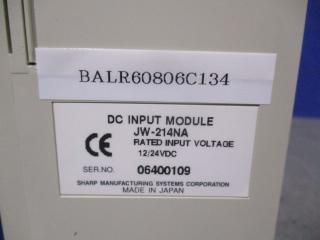 BALR60806C134
DC INPUT MODULE
JW-214NA
CE RATED INPUT VOLTAGE
12/24VDC
SER.NO. 06400109
SHARP MANUFACTURING SYSTEMS CORPORATION
MADE IN JAPAN